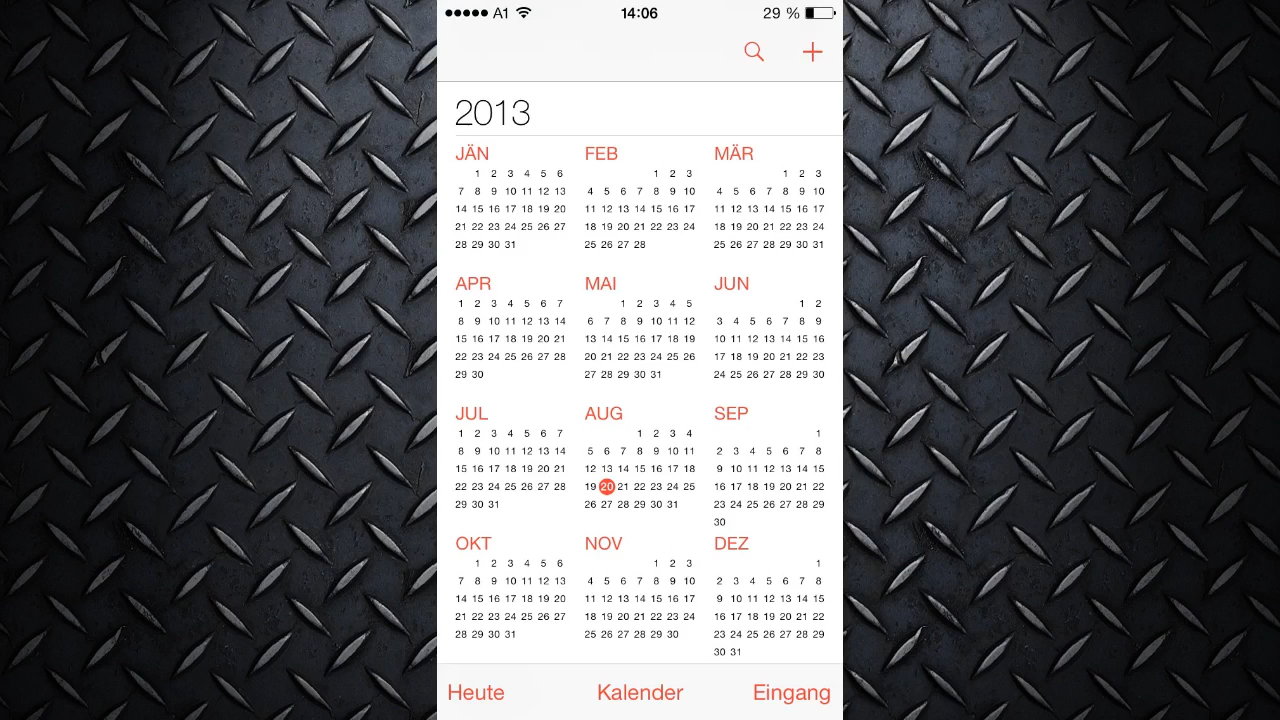 A1 14:06 29 %
2013
JÄN FEB MÄR
1 2 3 4 5 6 1 2 3 1 2 3
7 8 9 10 11 12 13 4 5 6 7 8 9 10 4 5 6 7 8 9 10
14 15 16 17 18 19 20 11 12 13 14 15 16 17 11 12 13 14 15 16 17
21 22 23 24 25 26 27 18 19 20 21 22 23 24 18 19 20 21 22 23 24
28 29 30 31 25 26 27 28 25 26 27 28 29 30 31
APR MAI JUN
1 2 3 4 5 6 7 1 2 3 4 5 1 2
8 9 10 11 12 13 14 6 7 8 9 10 11 12 3 4 5 6 7 8 9
15 16 17 18 19 20 21 13 14 15 16 17 18 19 10 11 12 13 14 15 16
22 23 24 25 26 27 28 20 21 22 23 24 25 26 17 18 19 20 21 22 23
29 30 27 28 29 30 31 24 25 26 27 28 29 30
JUL AUG SEP
1 2 3 4 5 6 7 1 2 3 4 1
8 9 10 11 12 13 14 5 6 7 8 9 10 11 2 3 4 5 6 7 8
15 16 17 18 19 20 21 12 13 14 15 16 17 18 9 10 11 12 13 14 15
22 23 24 25 26 27 28 19 20 21 22 23 24 25 16 17 18 19 20 21 22
29 30 31 26 27 28 29 30 31 23 24 25 26 27 28 29
30
OKT NOV DEZ
1 2 3 4 5 6 1 2 3 1
7 8 9 10 11 12 13 4 5 6 7 8 9 10 2 3 4 5 6 7 8
14 15 16 17 18 19 20 11 12 13 14 15 16 17 9 10 11 12 13 14 15
21 22 23 24 25 26 27 18 19 20 21 22 23 24 16 17 18 19 20 21 22
28 29 30 31 25 26 27 28 29 30 23 24 25 26 27 28 29
30 31
Heute Kalender Eingang